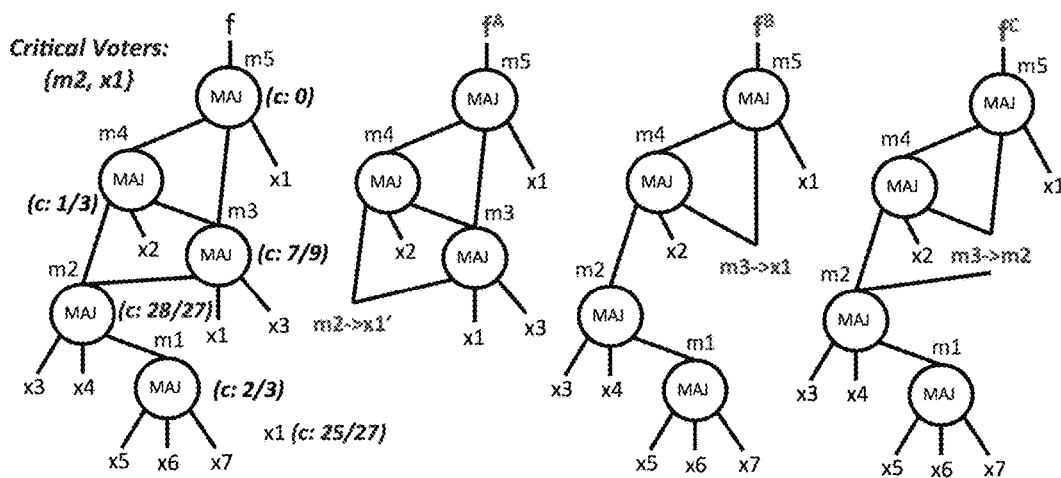 Critical Voters:
{m2, x1}
f
m5
MAJ
(c: 0)
m4
MAJ
x1
(c: 1/3)
x2
m3
MAJ
(c: 7/9)
m2
MAJ
(c: 28/27)
x1
x3
m1
x3
x4
MAJ
(c: 2/3)
x1 (c: 25/27)
x5
x6
x7
fA
m5
MAJ
m4
MAJ
x1
m3
x2
MAJ
m2->x1'
x1
x3
fB
m5
MAJ
m4
MAJ
x1
x2
m3->x1
m2
MAJ
m1
x3
x4
MAJ
x5
x6
x7
fC
m5
MAJ
m4
MAJ
x1
x2
m3->m2
m2
MAJ
m1
x3
x4
MAJ
x5
x6
x7